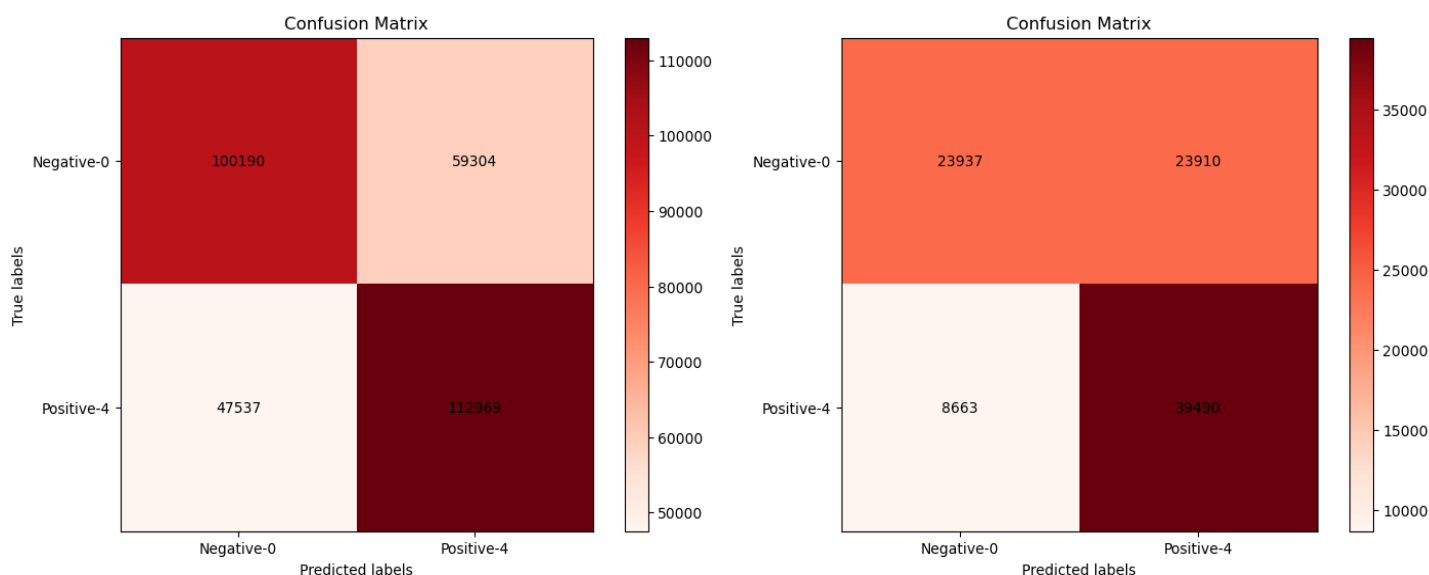 Confusion Matrix
Negative-0
Positive-4
True labels
100190
59304
47537
112969
Negative-0
Positive-4
Predicted labels
110000
100000
90000
80000
70000
60000
50000
Confusion Matrix
Negative-0
Positive-4
True labels
23937
23910
8663
39490
Negative-0
Positive-4
Predicted labels
35000
30000
25000
20000
15000
10000